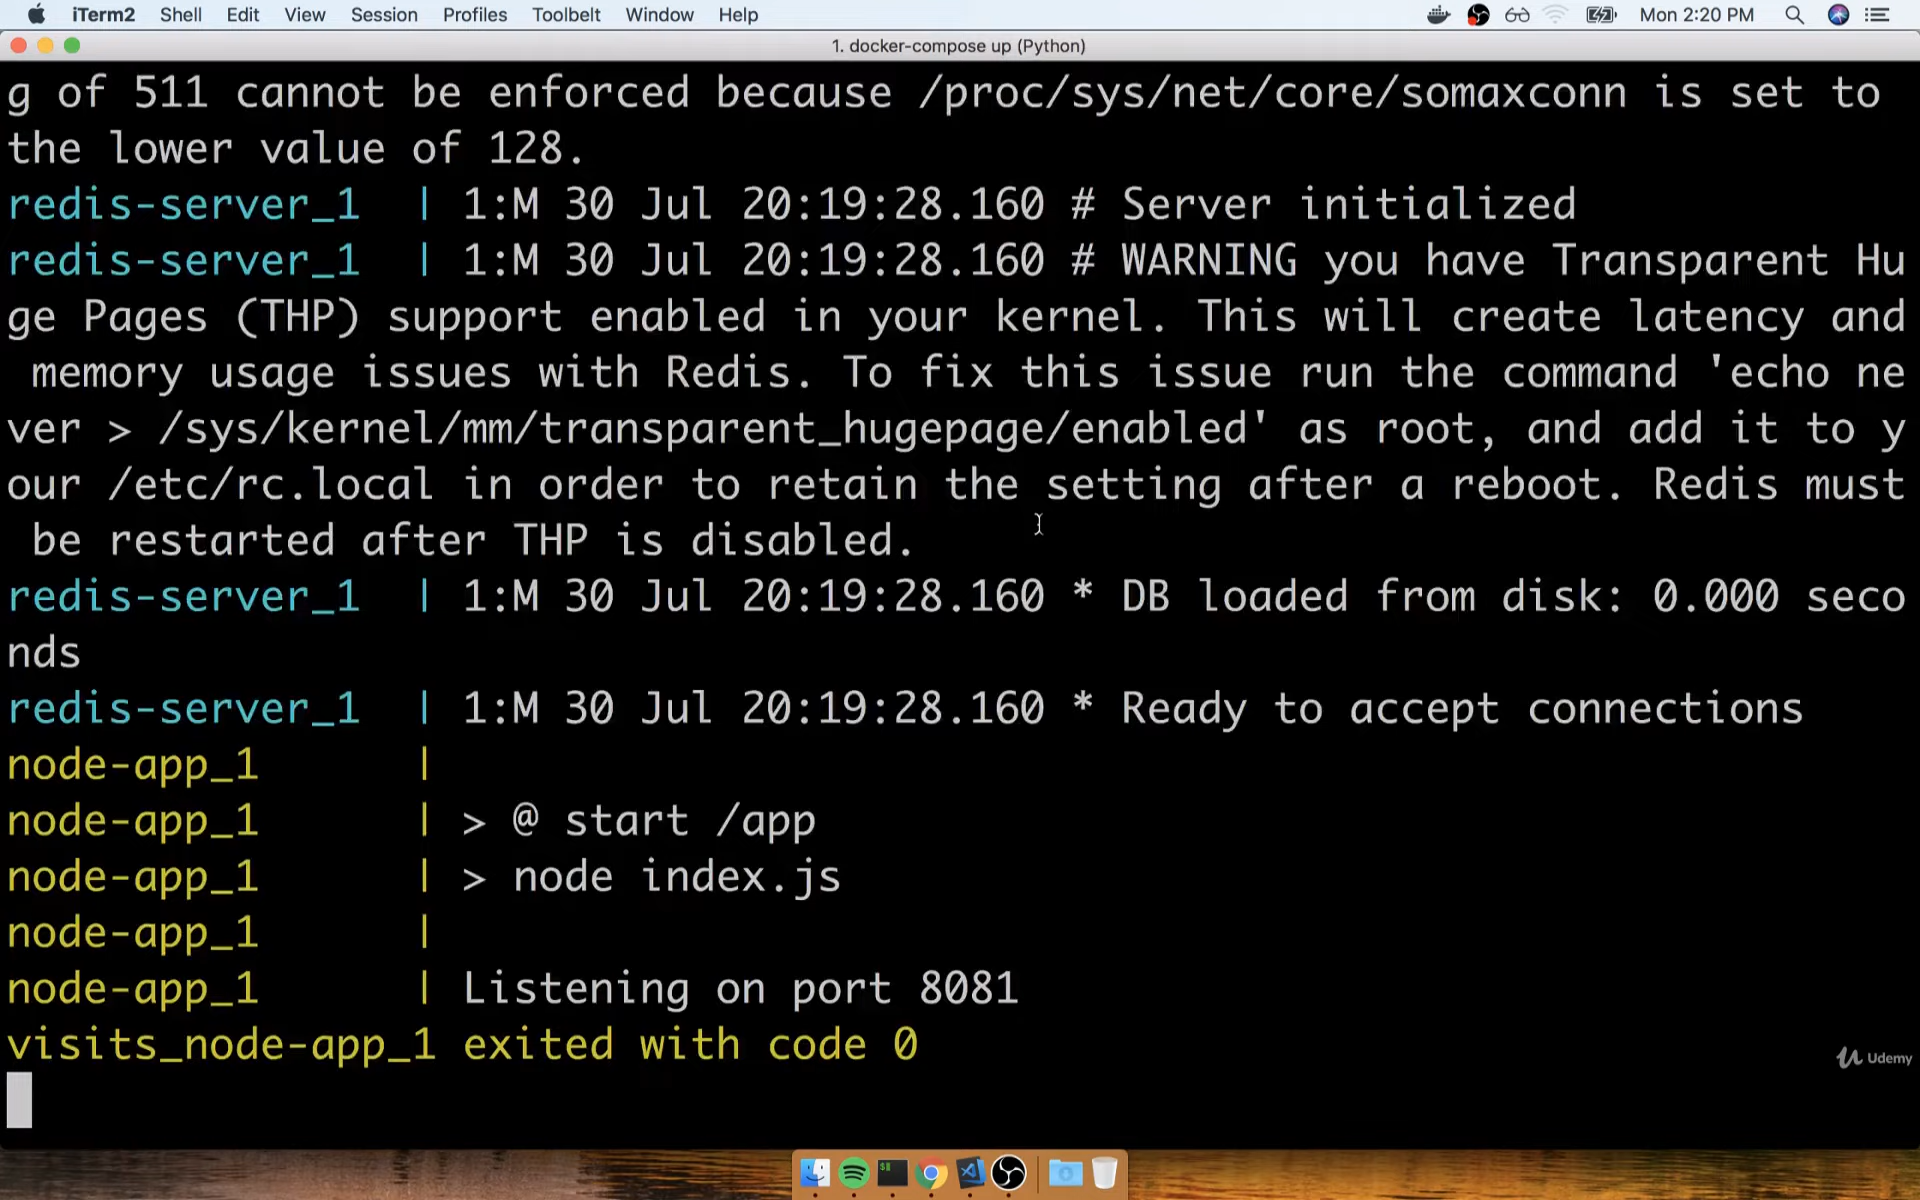 iTerm2 Shell Edit View Session Profiles Toolbelt Window Help Mon 2:20 PM
1. docker-compose up (Python)
g of 511 cannot be enforced because /proc/sys/net/core/somaxconn is set to
the lower value of 128.
redis-server_1 | 1:M 30 Jul 20:19:28.160 # Server initialized
redis-server_1 | 1:M 30 Jul 20:19:28.160 # WARNING you have Transparent Hu
ge Pages (THP) support enabled in your kernel. This will create latency and
memory usage issues with Redis. To fix this issue run the command 'echo ne
ver > /sys/kernel/mm/transparent_hugepage/enabled' as root, and add it to y
our /etc/rc.local in order to retain the setting after a reboot. Redis must
be restarted after THP is disabled.
redis-server_1 | 1:M 30 Jul 20:19:28.160 * DB loaded from disk: 0.000 seco
nds
redis-server_1 | 1:M 30 Jul 20:19:28.160 * Ready to accept connections
node-app_1 |
node-app_1 | > @ start /app
node-app_1 | > node index.js
node-app_1 |
node-app_1 | Listening on port 8081
visits_node-app_1 exited with code 0
Udemy